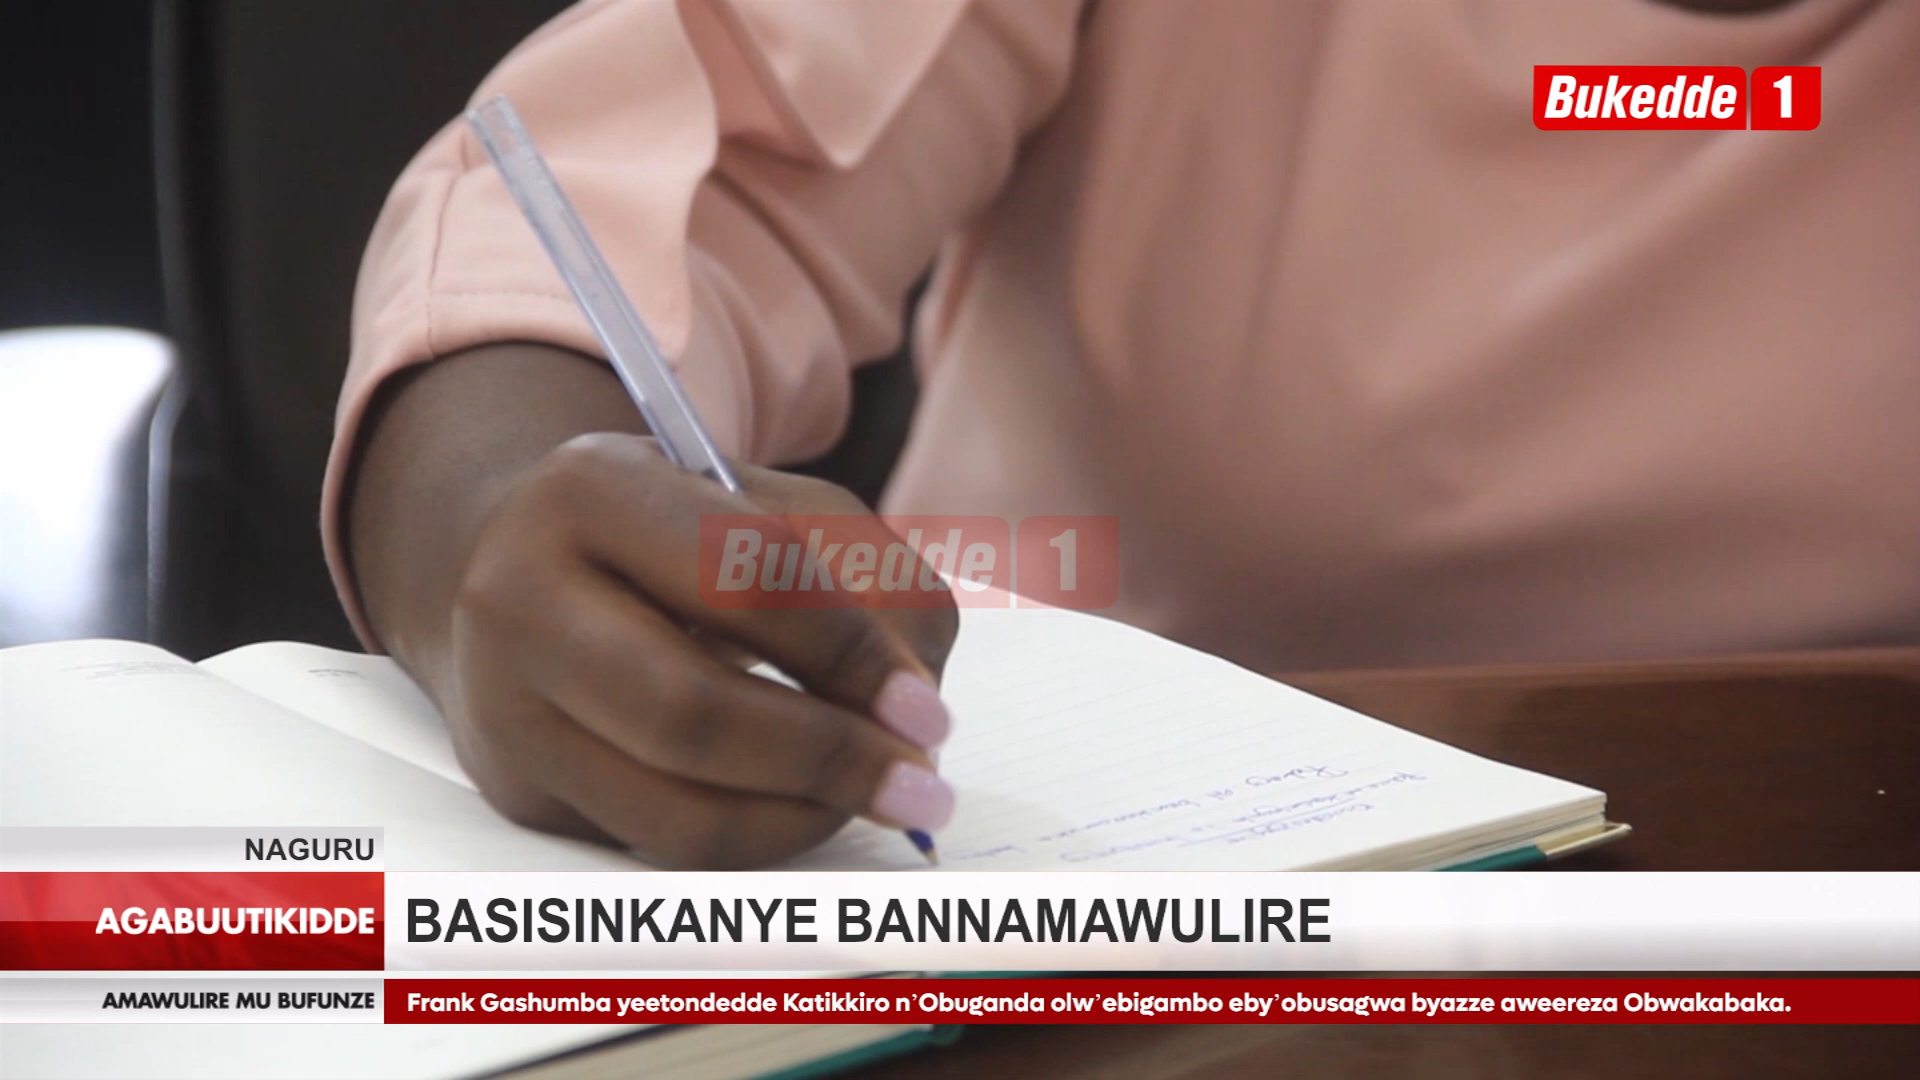 Bukedde 1
Bukedde 1
NAGURU
AGABUUTIKIDDE
BASISINKANYE BANNAMAWULIRE
AMAWULIRE MU BUFUNZE
Frank Gashumba yeetondedde Katikkiro n’Obuganda olw’ebigambo eby’obusagwa byazze aweereza Obwakabaka.